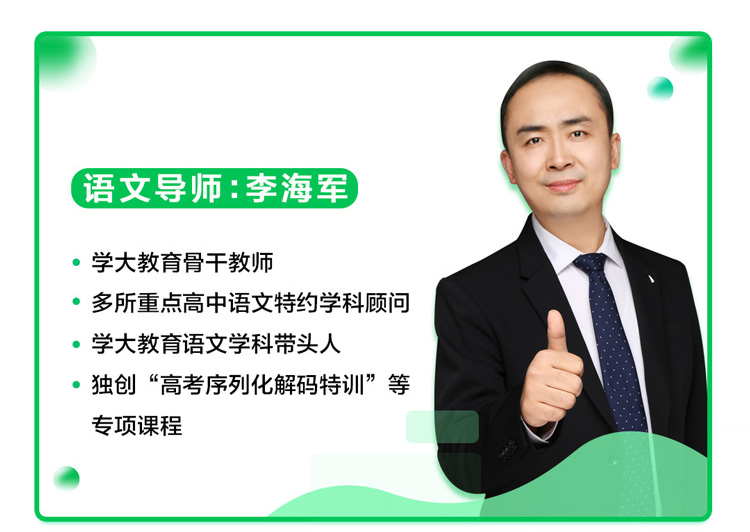 语文导师：李海军
学大教育骨干教师
多所重点高中语文特约学科顾问
学大教育语文学科带头人
独创“高考序列化解码特训”等
专项课程